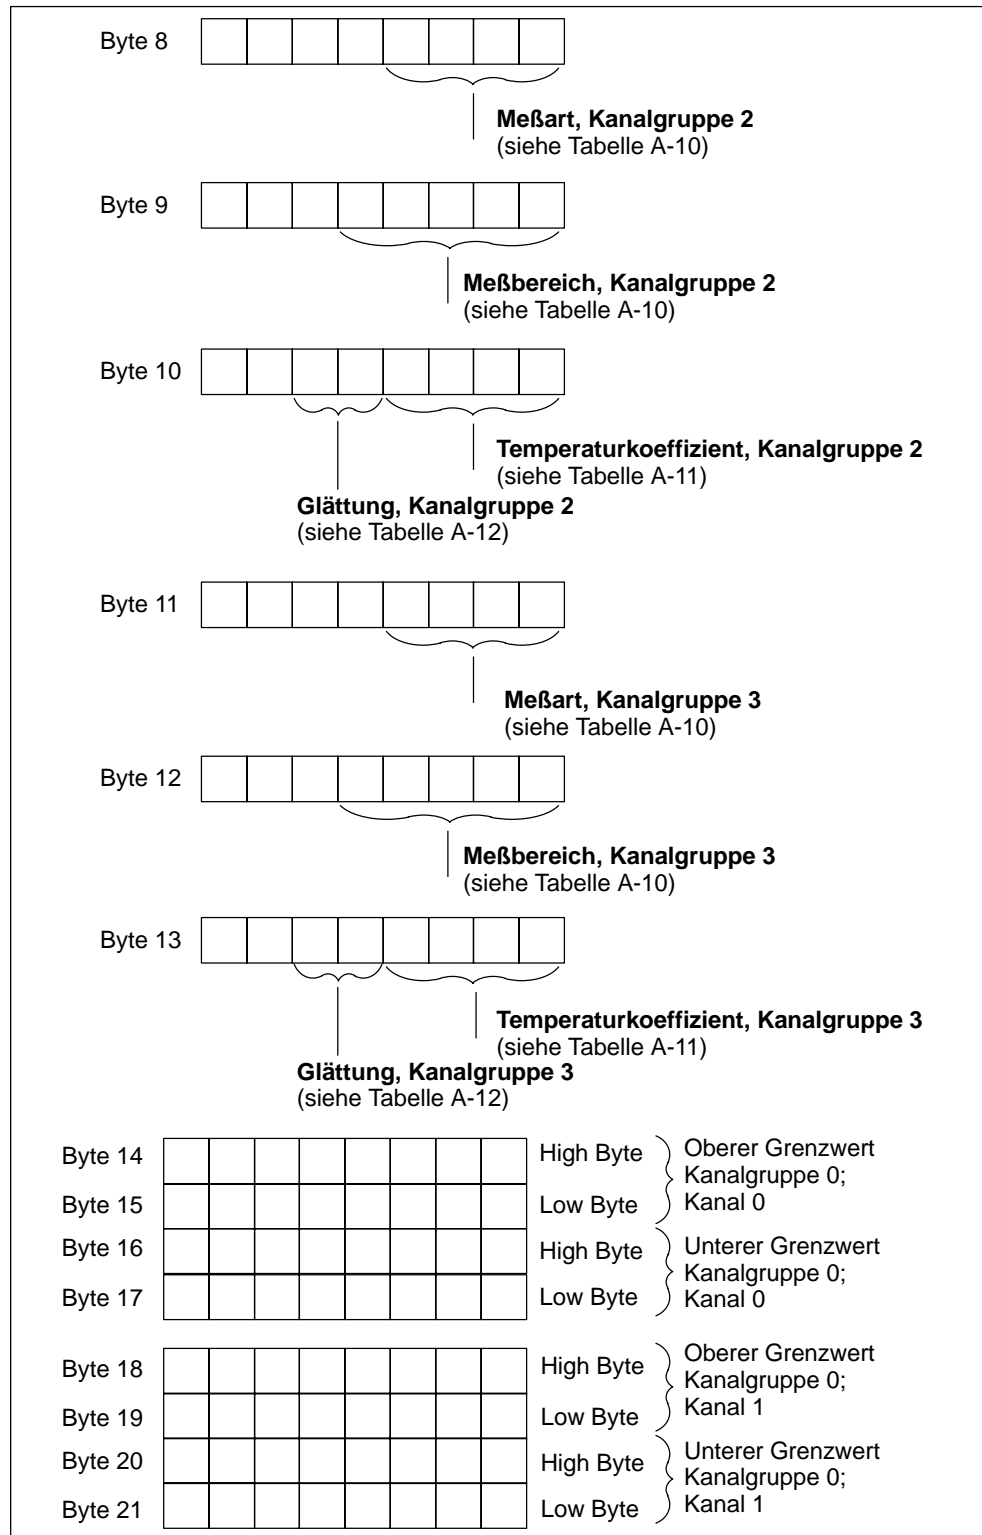 Byte 8
Meßart, Kanalgruppe 2
(siehe Tabelle A-10)
Byte 9
Meßbereich, Kanalgruppe 2
(siehe Tabelle A-10)
Byte 10
Temperaturkoeffizient, Kanalgruppe 2
(siehe Tabelle A-11)
Glättung, Kanalgruppe 2
(siehe Tabelle A-12)
Byte 11
Meßart, Kanalgruppe 3
(siehe Tabelle A-10)
Byte 12
Meßbereich, Kanalgruppe 3
(siehe Tabelle A-10)
Byte 13
Temperaturkoeffizient, Kanalgruppe 3
(siehe Tabelle A-11)
Glättung, Kanalgruppe 3
(siehe Tabelle A-12)
Byte 14
High Byte
Byte 15
Low Byte
Oberer Grenzwert
Kanalgruppe 0;
Kanal 0
Byte 16
High Byte
Byte 17
Low Byte
Unterer Grenzwert
Kanalgruppe 0;
Kanal 0
Byte 18
High Byte
Byte 19
Low Byte
Oberer Grenzwert
Kanalgruppe 0;
Kanal 1
Byte 20
High Byte
Byte 21
Low Byte
Unterer Grenzwert
Kanalgruppe 0;
Kanal 1